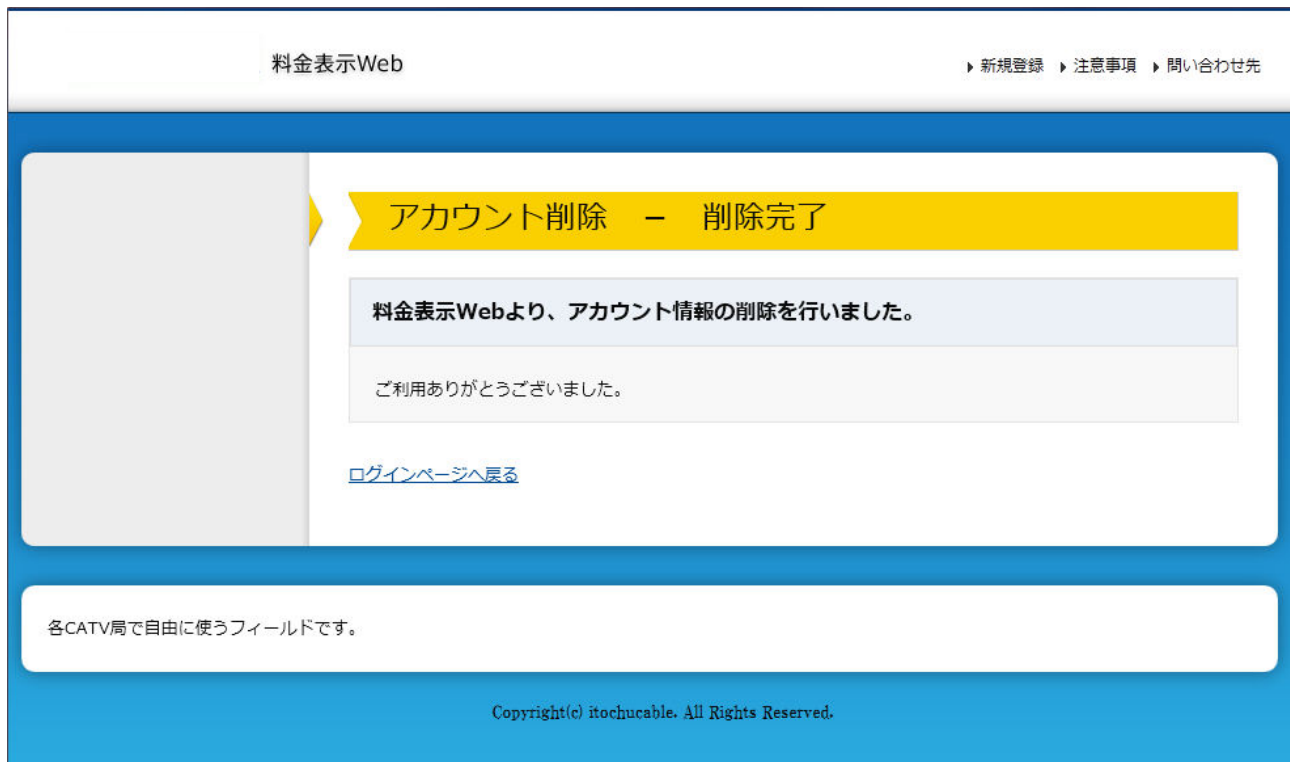 料金表示Web
新規登録 注意事項 問い合わせ先
アカウント削除 － 削除完了
料金表示Webより、アカウント情報の削除を行いました。
ご利用ありがとうございました。
ログインページへ戻る
各CATV局で自由に使うフィールドです。
Copyright(c) itochucable. All Rights Reserved.